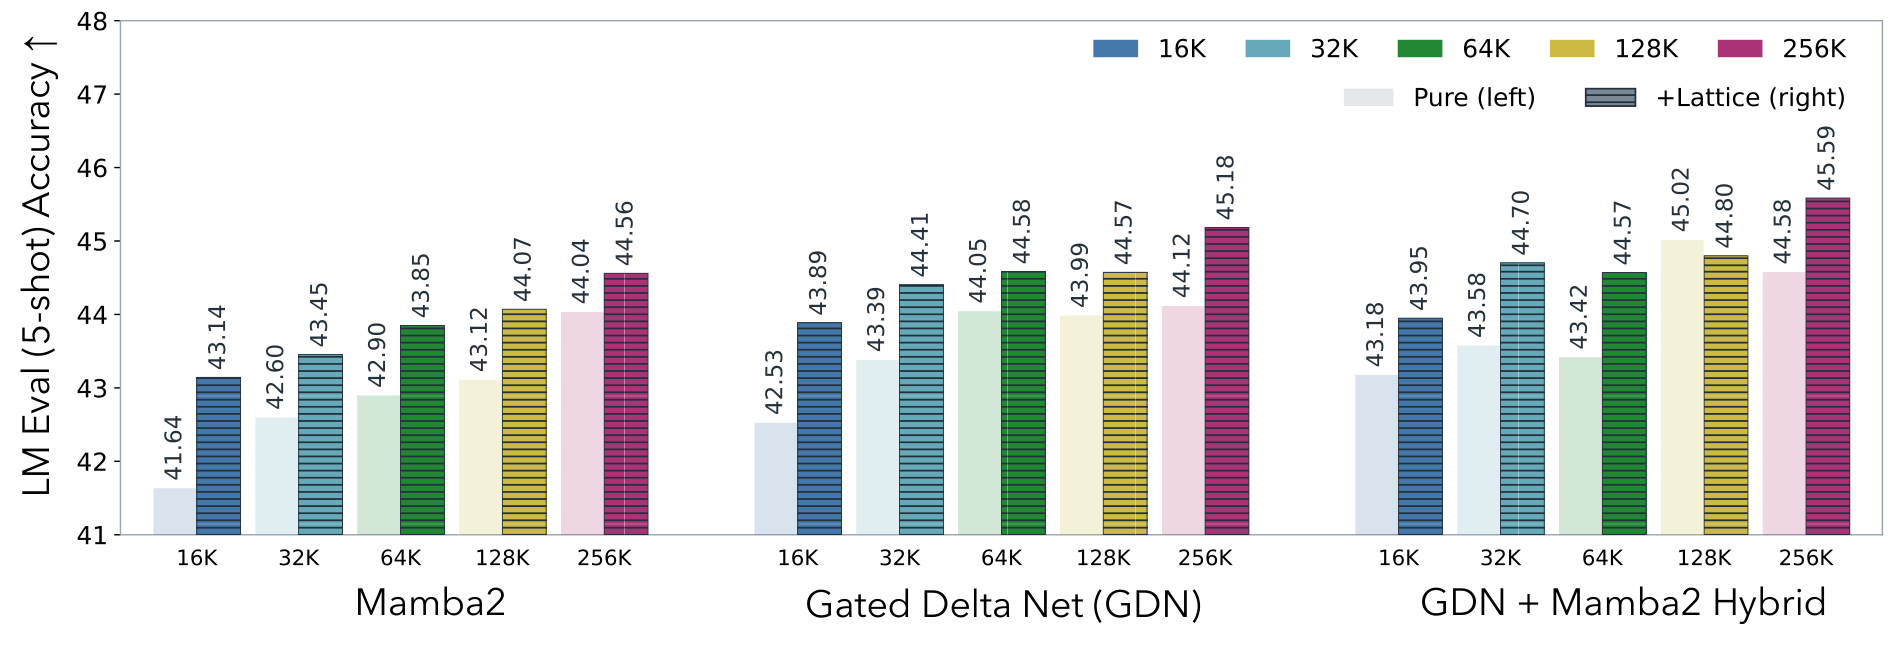 LM Eval (5-shot) Accuracy ↑
48
47
46
45
44
43
42
41
16K 32K 64K 128K 256K
Pure (left) +Lattice (right)
41.64 43.14 42.60 43.45 42.90 43.85 43.12 44.07 44.04 44.56
42.53 43.89 43.39 44.41 44.05 44.58 43.99 44.57 44.12 45.18
43.18 43.95 43.58 44.70 43.42 44.57 45.02 44.80 44.58 45.59
16K 32K 64K 128K 256K
16K 32K 64K 128K 256K
16K 32K 64K 128K 256K
Mamba2
Gated Delta Net (GDN)
GDN + Mamba2 Hybrid